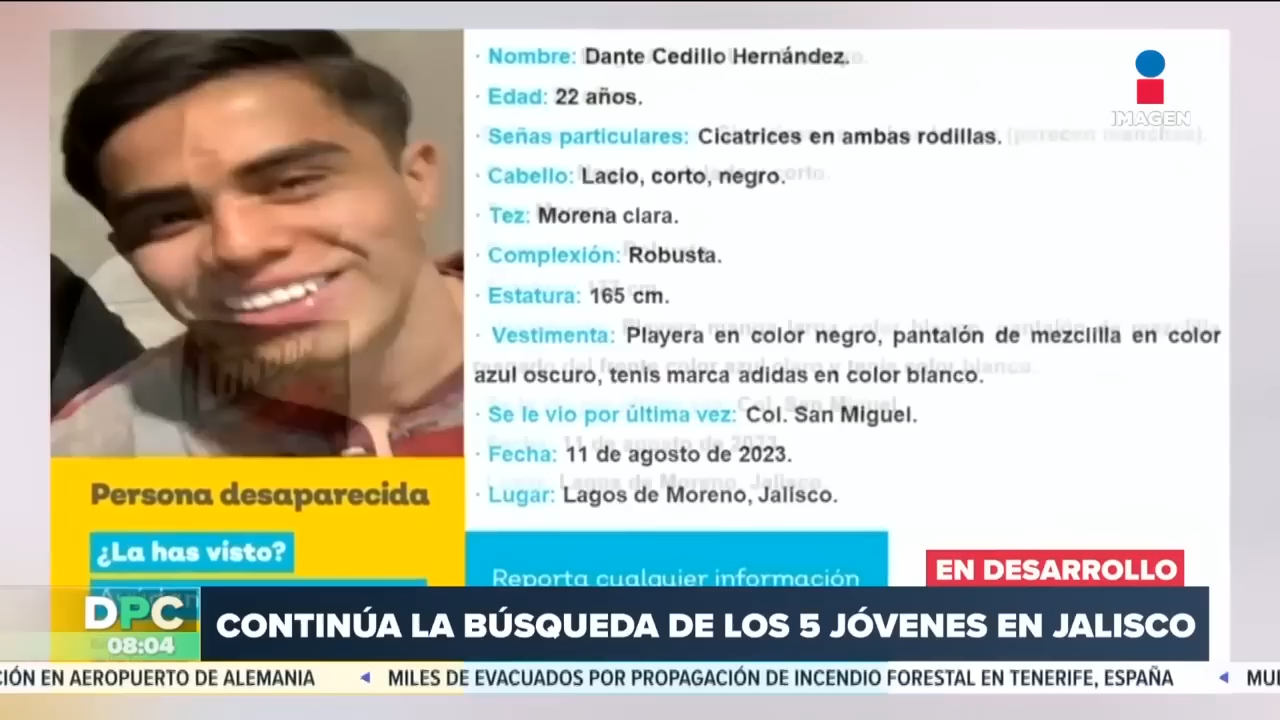 · Nombre: Dante Cedillo Hernández.
· Edad: 22 años.
· Señas particulares: Cicatrices en ambas rodillas.
· Cabello: Lacio, corto, negro.
· Tez: Morena clara.
· Complexión: Robusta.
· Estatura: 165 cm.
· Vestimenta: Playera en color negro, pantalón de mezclilla en color
azul oscuro, tenis marca adidas en color blanco.
· Se le vio por última vez: Col. San Miguel.
· Fecha: 11 de agosto de 2023.
· Lugar: Lagos de Moreno, Jalisco.
IMAGEN
LONDON
Persona desaparecida
¿La has visto?
Reporta cualquier información
EN DESARROLLO
DPC
08:04
CONTINÚA LA BÚSQUEDA DE LOS 5 JÓVENES EN JALISCO
CIÓN EN AEROPUERTO DE ALEMANIA
MILES DE EVACUADOS POR PROPAGACIÓN DE INCENDIO FORESTAL EN TENERIFE, ESPAÑA